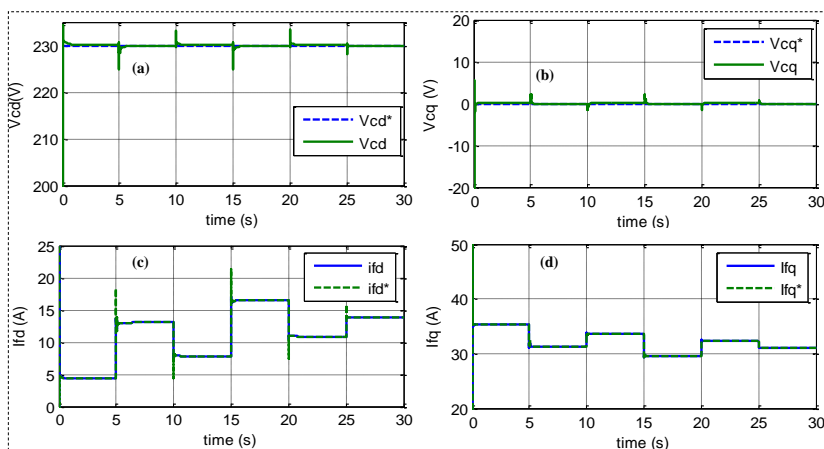 (a)
Vcd(V)
230
220
210
200
Vcd*
Vcd
0 5 10 15 20 25 30
time (s)
(b)
Vcq (V)
20
10
0
-10
-20
Vcq*
Vcq
0 5 10 15 20 25 30
time (s)
(c)
Ifd (A)
25
20
15
10
5
0
ifd
ifd*
0 5 10 15 20 25 30
time (s)
(d)
Ifq (A)
50
40
30
20
Ifq
Ifq*
0 5 10 15 20 25 30
time (s)